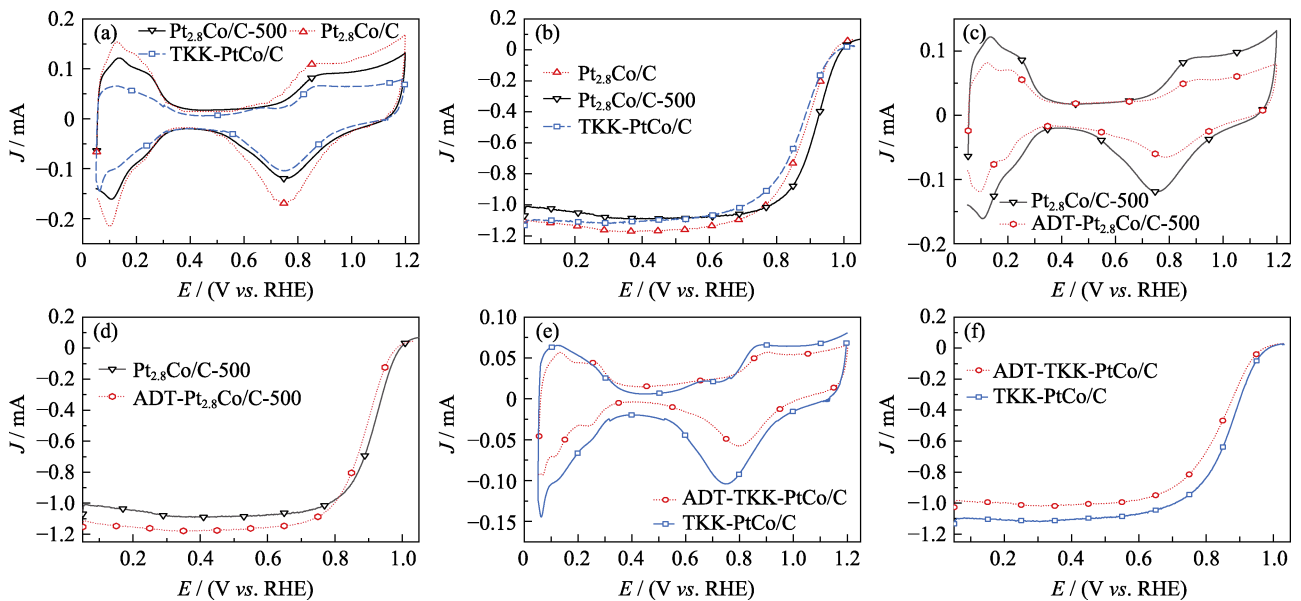 (a)
Pt2.8Co/C-500
Pt2.8Co/C
TKK-PtCo/C
0.2
0.1
0
−0.1
−0.2
J / mA
0
0.2
0.4
0.6
0.8
1.0
1.2
E / (V vs. RHE)
(b)
Pt2.8Co/C
Pt2.8Co/C-500
TKK-PtCo/C
0.2
0
−0.2
−0.4
−0.6
−0.8
−1.0
−1.2
J / mA
0.2
0.4
0.6
0.8
1.0
E / (V vs. RHE)
(c)
Pt2.8Co/C-500
ADT-Pt2.8Co/C-500
0.2
0.1
0
−0.1
−0.2
J / mA
0
0.2
0.4
0.6
0.8
1.0
1.2
E / (V vs. RHE)
(d)
Pt2.8Co/C-500
ADT-Pt2.8Co/C-500
0.2
0
−0.2
−0.4
−0.6
−0.8
−1.0
−1.2
J / mA
0.2
0.4
0.6
0.8
1.0
E / (V vs. RHE)
(e)
ADT-TKK-PtCo/C
TKK-PtCo/C
0.10
0.05
0
−0.05
−0.10
−0.15
J / mA
0
0.2
0.4
0.6
0.8
1.0
1.2
E / (V vs. RHE)
(f)
ADT-TKK-PtCo/C
TKK-PtCo/C
0.2
0
−0.2
−0.4
−0.6
−0.8
−1.0
−1.2
J / mA
0.2
0.4
0.6
0.8
1.0
E / (V vs. RHE)